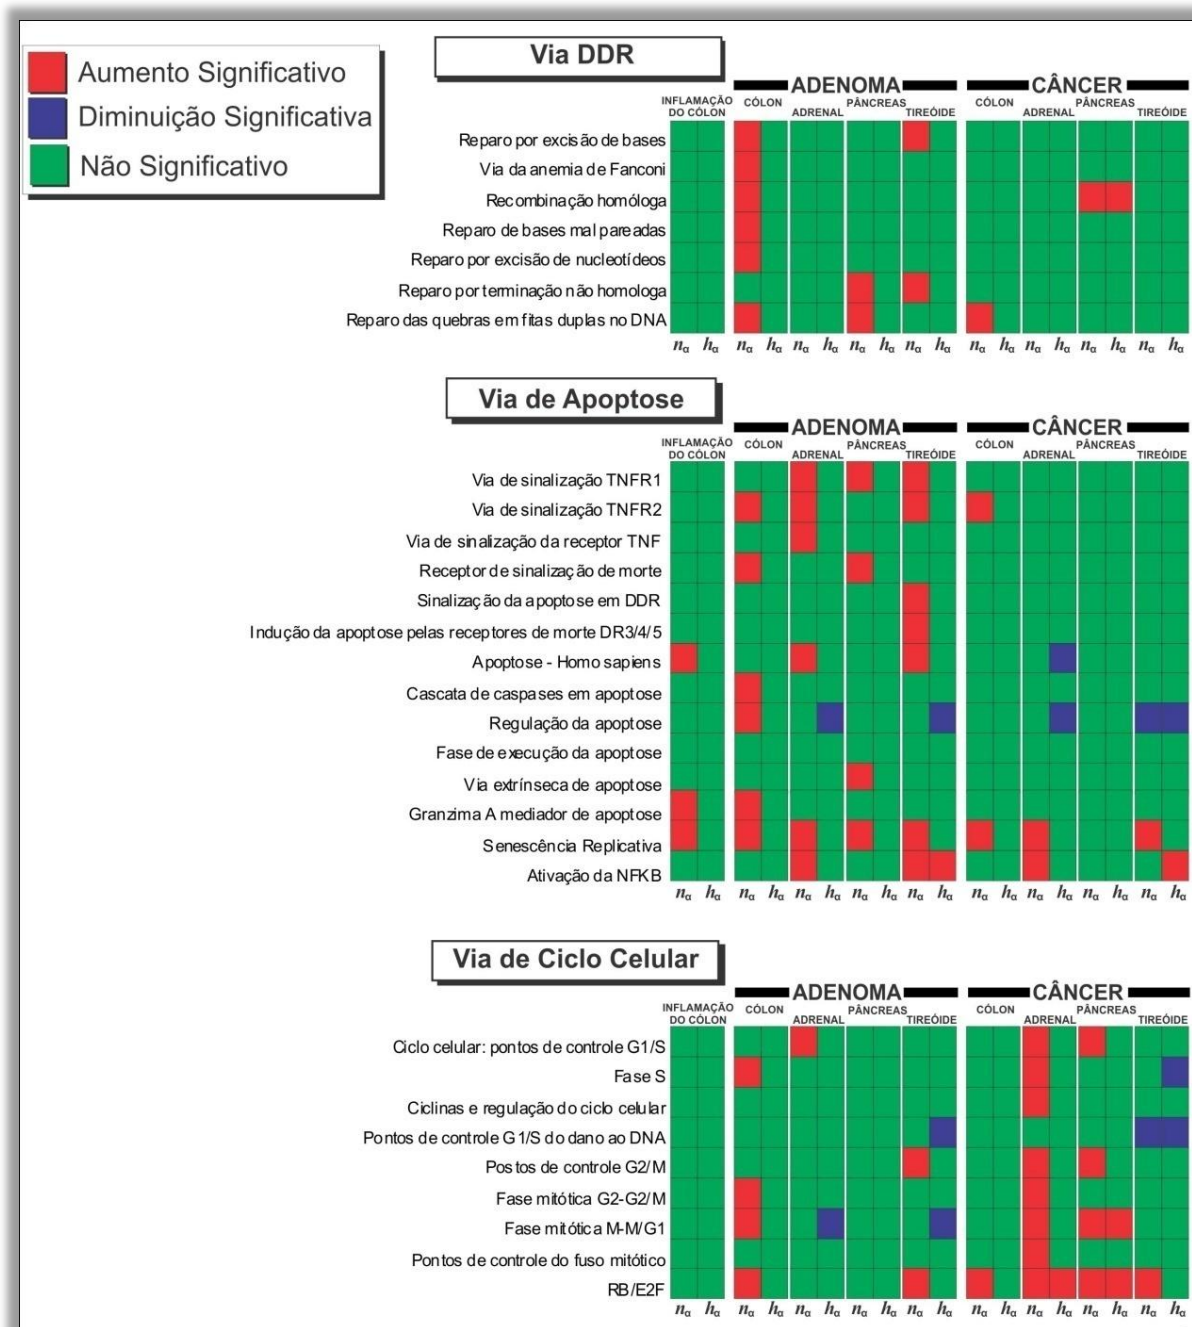 Aumento Significativo
Diminuição Significativa
Não Significativo
Via DDR
ADENOMA
CÂNCER
INFLAMAÇÃO
DO CÓLON
CÓLON
ADRENAL
PÂNCREAS
TIREÓIDE
CÓLON
ADRENAL
PÂNCREAS
TIREÓIDE
Reparo por excisão de bases
Via da anemia de Fanconi
Recombinação homóloga
Reparo de bases mal pareadas
Reparo por excisão de nucleotídeos
Reparo por terminação não homologa
Reparo das quebras em fitas duplas no DNA
nα hα nα hα nα hα nα hα nα hα nα hα nα hα nα hα nα hα
Via de Apoptose
ADENOMA
CÂNCER
INFLAMAÇÃO
DO CÓLON
CÓLON
ADRENAL
PÂNCREAS
TIREÓIDE
CÓLON
ADRENAL
PÂNCREAS
TIREÓIDE
Via de sinalização TNFR1
Via de sinalização TNFR2
Via de sinalização da receptor TNF
Receptor de sinalização de morte
Sinalização da apoptose em DDR
Indução da apoptose pelas receptores de morte DR3/4/5
Apoptose - Homo sapiens
Cascata de caspases em apoptose
Regulação da apoptose
Fase de execução da apoptose
Via extrínseca de apoptose
Granzima A mediador de apoptose
Senescência Replicativa
Ativação da NFKB
nα hα nα hα nα hα nα hα nα hα nα hα nα hα nα hα nα hα
Via de Ciclo Celular
ADENOMA
CÂNCER
INFLAMAÇÃO
DO CÓLON
CÓLON
ADRENAL
PÂNCREAS
TIREÓIDE
CÓLON
ADRENAL
PÂNCREAS
TIREÓIDE
Ciclo celular: pontos de controle G1/S
Fase S
Ciclinas e regulação do ciclo celular
Pontos de controle G1/S do dano ao DNA
Postos de controle G2/M
Fase mitótica G2-G2/M
Fase mitótica M-M/G1
Pontos de controle do fuso mitótico
RB/E2F
nα hα nα hα nα hα nα hα nα hα nα hα nα hα nα hα nα hα